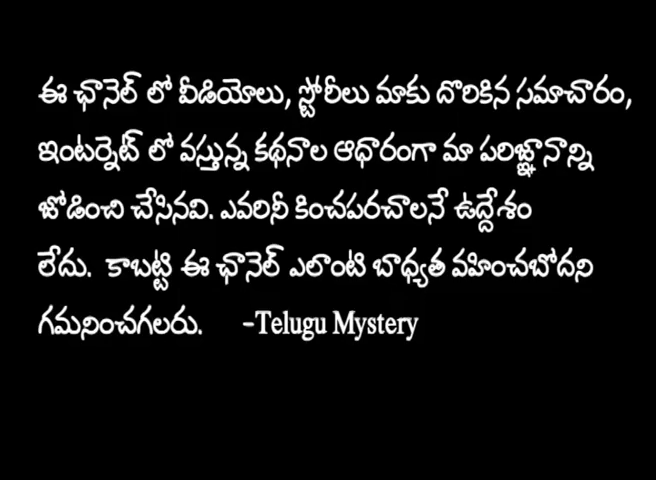 ఈ ఛానెల్ లో వీడియోలు, స్టోరీలు మాకు దొరికిన సమాచారం,
ఇంటర్నెట్ లో వస్తున్న కథనాల ఆధారంగా మా పరిజ్ఞానాన్ని
జోడించి చేసినవి. ఎవరినీ కించపరచాలనే ఉద్దేశం
లేదు. కాబట్టి ఈ ఛానెల్ ఎలాంటి బాధ్యత వహించబోదని
గమనించగలరు. -Telugu Mystery